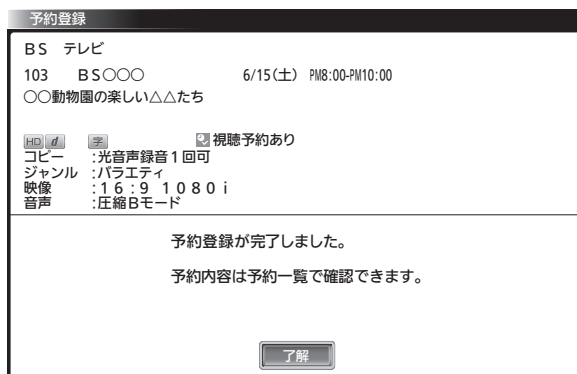 予約登録
BS テレビ
103 BS○○○ 6/15(土) PM8:00-PM10:00
○○動物園の楽しい△△たち
HD d 字 視聴予約あり
コピー :光音声録音1回可
ジャンル :バラエティ
映像 :16:9 1080i
音声 :圧縮Bモード
予約登録が完了しました。
予約内容は予約一覧で確認できます。
了解